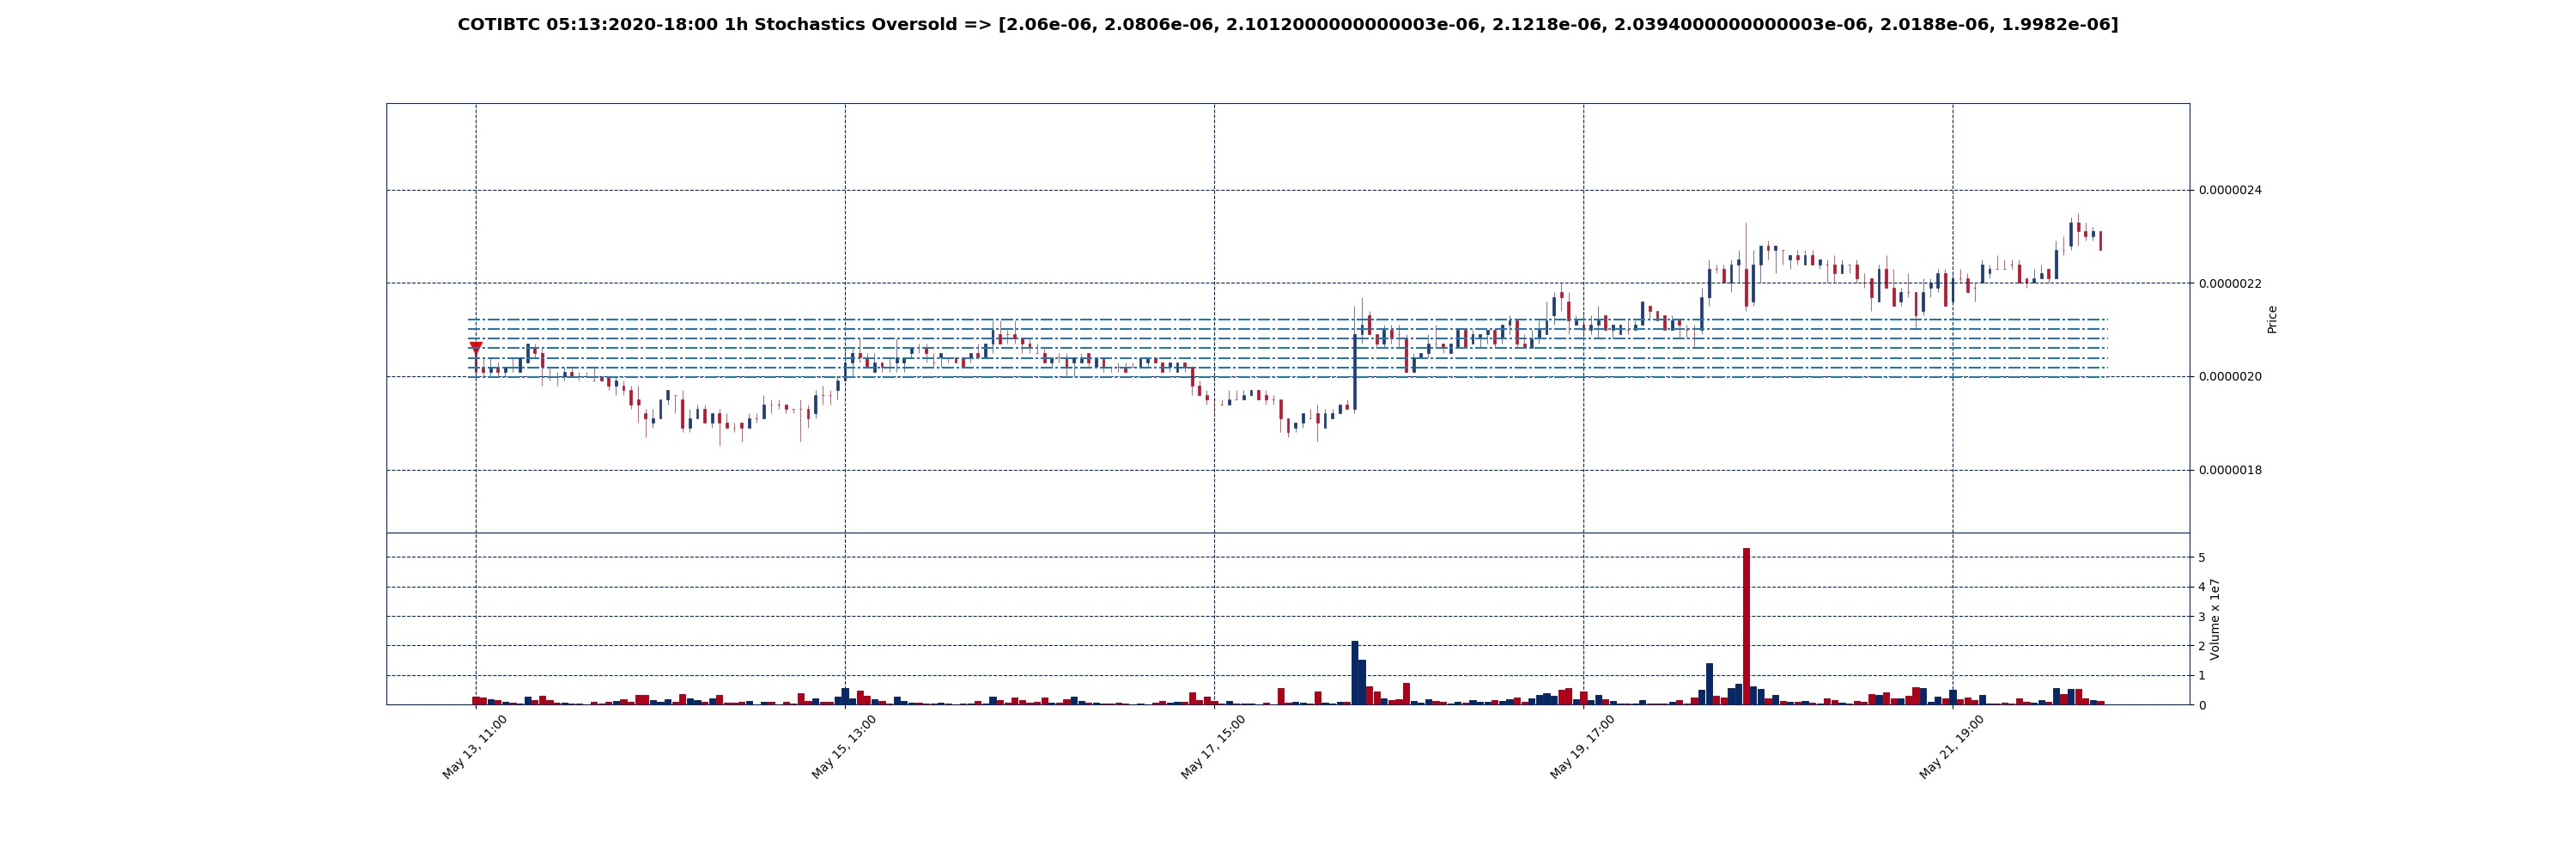 COTIBTC 05:13:2020-18:00 1h Stochastics Oversold => [2.06e-06, 2.0806e-06, 2.1012000000000003e-06, 2.1218e-06, 2.0394000000000003e-06, 2.0188e-06, 1.9982e-06]
0.0000024
0.0000022
Price
0.0000020
0.0000018
5
4
3
2
1
0
Volume x 1e7
May 13, 11:00
May 15, 13:00
May 17, 15:00
May 19, 17:00
May 21, 19:00